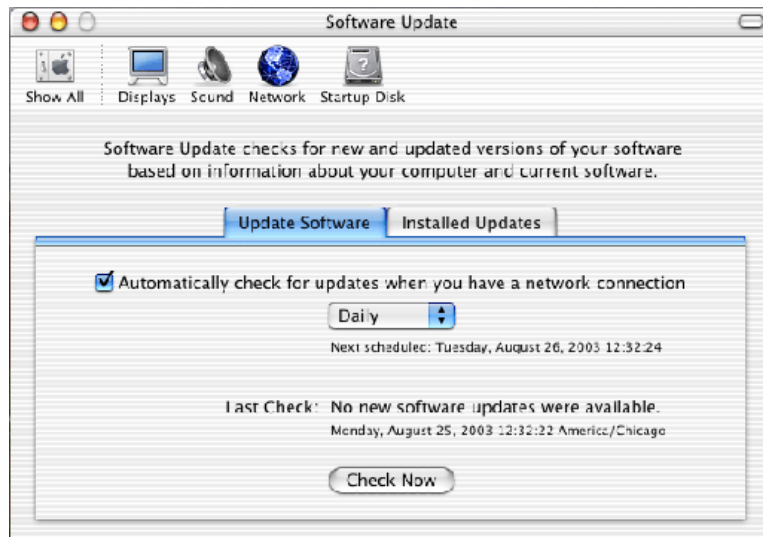 Software Update
Show All Displays Sound Network Startup Disk
Software Update checks for new and updated versions of your software
based on information about your computer and current software.
Update Software Installed Updates
Automatically check for updates when you have a network connection
Daily
Next scheduled: Tuesday, August 26, 2003 12:32:24
Last Check: No new software updates were available.
Monday, August 25, 2003 12:32:22 America/Chicago
Check Now